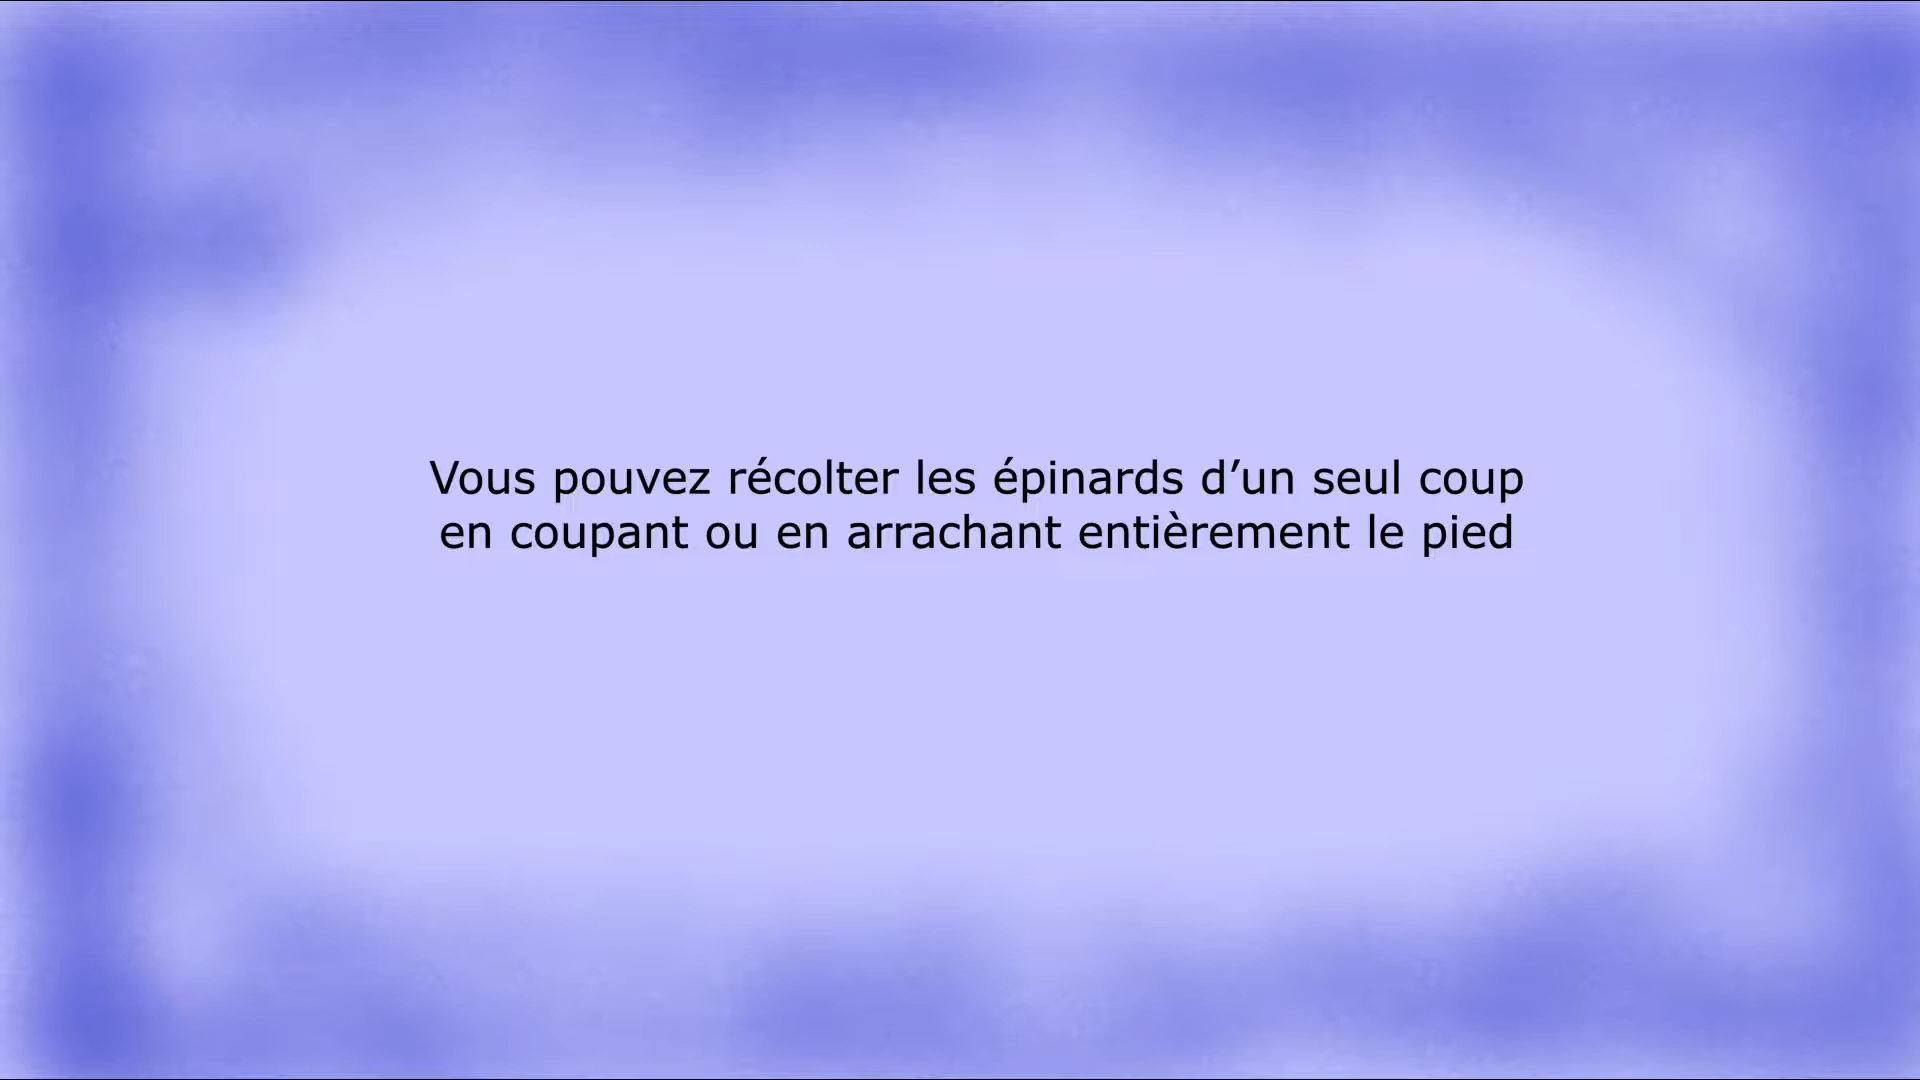 Vous pouvez récolter les épinards d’un seul coup
en coupant ou en arrachant entièrement le pied